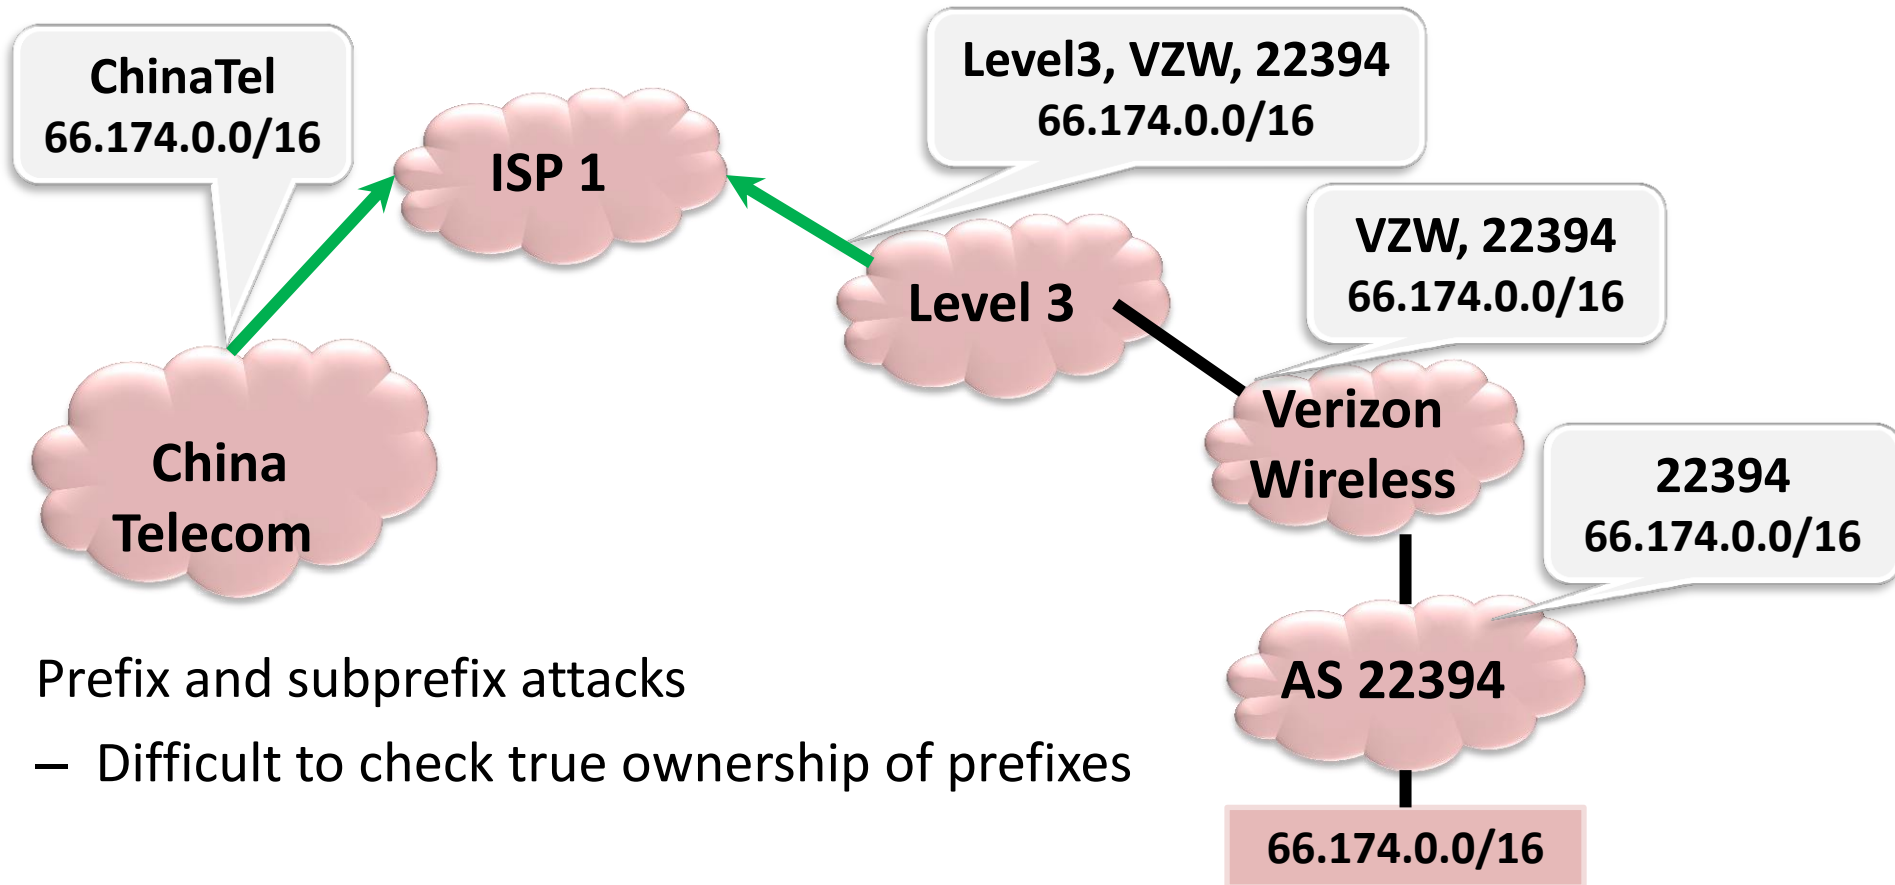 ChinaTel
66.174.0.0/16
ISP 1
Level3, VZW, 22394
66.174.0.0/16
Level 3
VZW, 22394
66.174.0.0/16
China
Telecom
Verizon
Wireless
22394
66.174.0.0/16
AS 22394
66.174.0.0/16
Prefix and subprefix attacks
– Difficult to check true ownership of prefixes